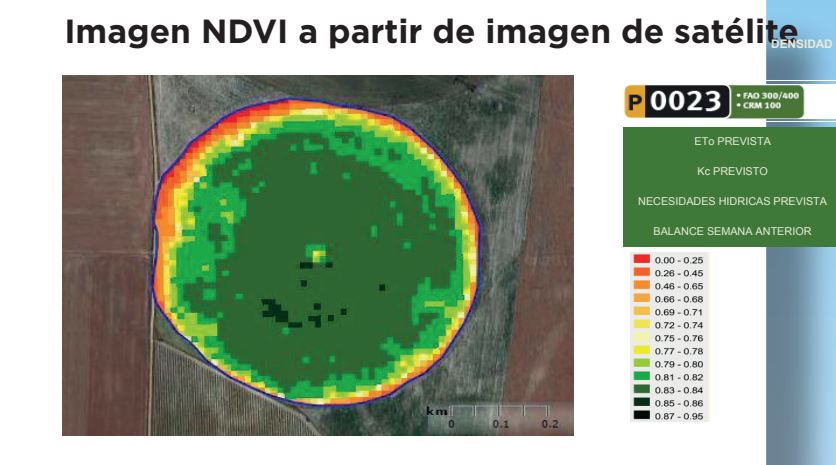 Imagen NDVI a partir de imagen de satélite
DENSIDAD
P 0023
• FAO 300/400
• CRM 100
ETo PREVISTA
Kc PREVISTO
NECESIDADES HIDRICAS PREVISTA
BALANCE SEMANA ANTERIOR
0.00 - 0.25
0.26 - 0.45
0.46 - 0.65
0.66 - 0.68
0.69 - 0.71
0.72 - 0.74
0.75 - 0.76
0.77 - 0.78
0.79 - 0.80
0.81 - 0.82
0.83 - 0.84
0.85 - 0.86
0.87 - 0.95
km
0 0.1 0.2